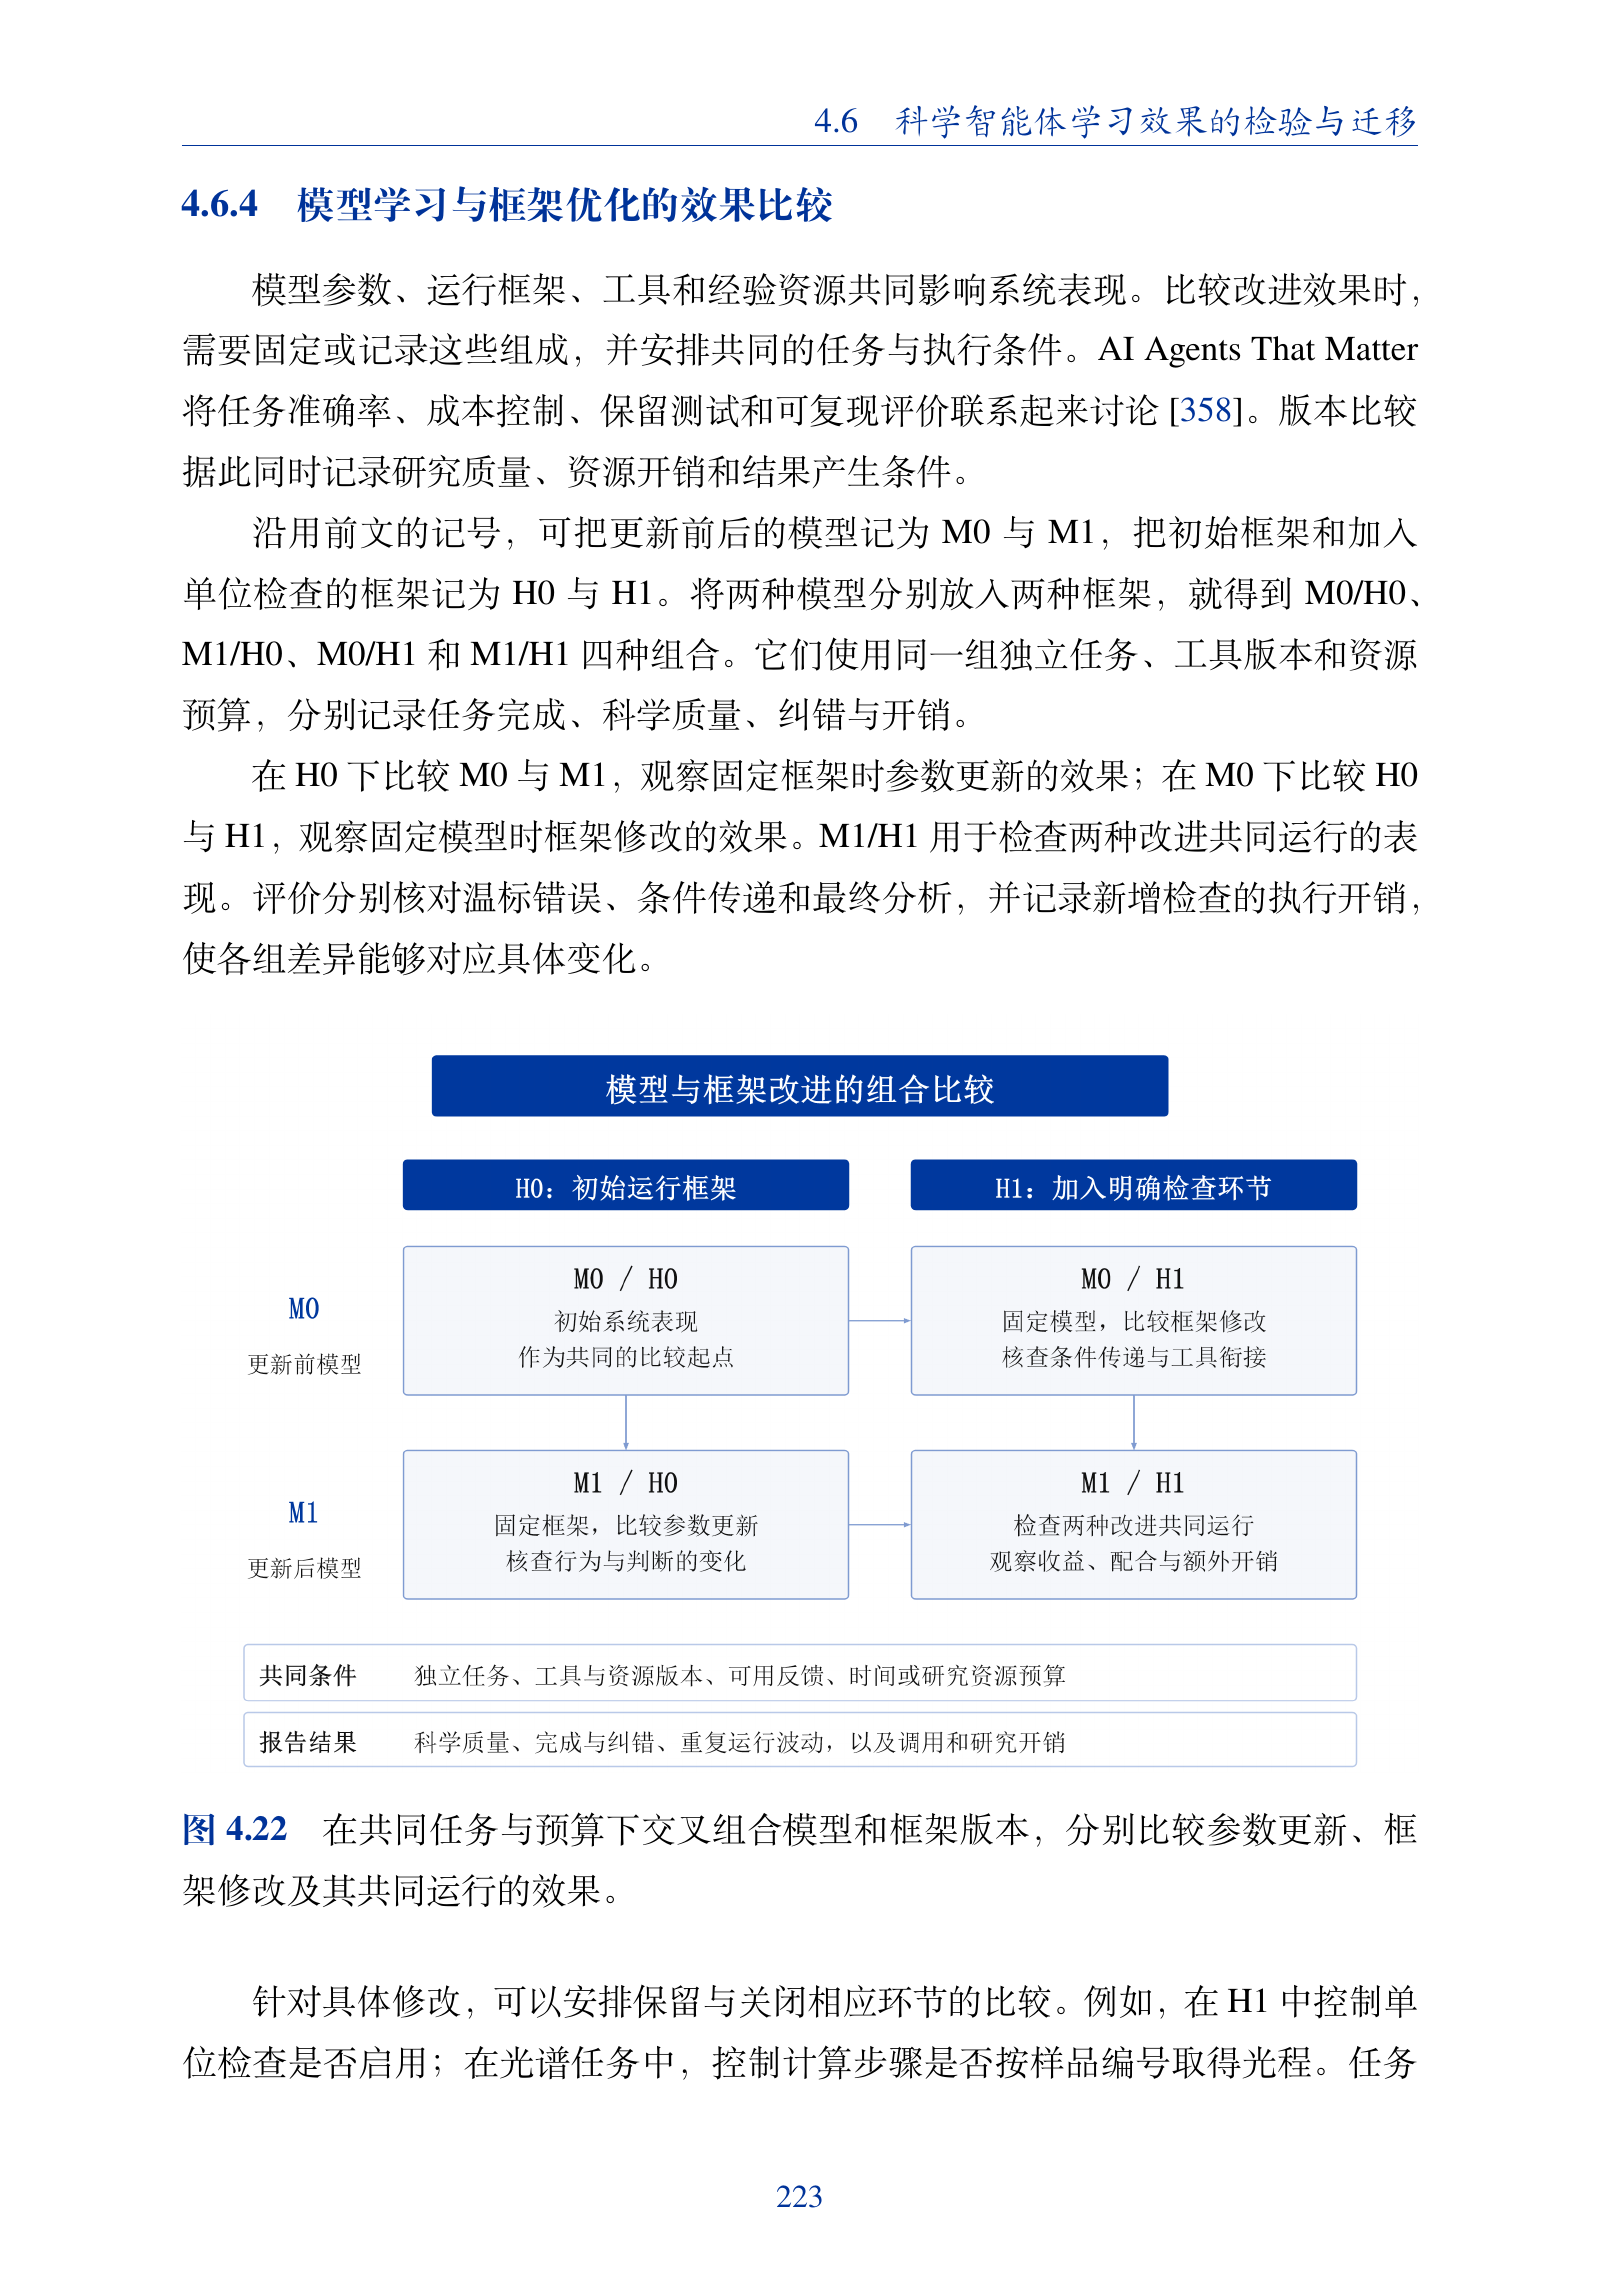 4.6 科学智能体学习效果的检验与迁移
4.6.4 模型学习与框架优化的效果比较
模型参数、运行框架、工具和经验资源共同影响系统表现。比较改进效果时，
需要固定或记录这些组成，并安排共同的任务与执行条件。AI Agents That Matter
将任务准确率、成本控制、保留测试和可复现评价联系起来讨论 [358]。版本比较
据此同时记录研究质量、资源开销和结果产生条件。
沿用前文的记号，可把更新前后的模型记为 M0 与 M1，把初始框架和加入
单位检查的框架记为 H0 与 H1。将两种模型分别放入两种框架，就得到 M0/H0、
M1/H0、M0/H1 和 M1/H1 四种组合。它们使用同一组独立任务、工具版本和资源
预算，分别记录任务完成、科学质量、纠错与开销。
在 H0 下比较 M0 与 M1，观察固定框架时参数更新的效果；在 M0 下比较 H0
与 H1，观察固定模型时框架修改的效果。M1/H1 用于检查两种改进共同运行的表
现。评价分别核对温标错误、条件传递和最终分析，并记录新增检查的执行开销，
使各组差异能够对应具体变化。
模型与框架改进的组合比较
H0：初始运行框架
H1：加入明确检查环节
M0
更新前模型
M0 / H0
初始系统表现
作为共同的比较起点
M0 / H1
固定模型，比较框架修改
核查条件传递与工具衔接
M1
更新后模型
M1 / H0
固定框架，比较参数更新
核查行为与判断的变化
M1 / H1
检查两种改进共同运行
观察收益、配合与额外开销
共同条件 独立任务、工具与资源版本、可用反馈、时间或研究资源预算
报告结果 科学质量、完成与纠错、重复运行波动，以及调用和研究开销
图 4.22 在共同任务与预算下交叉组合模型和框架版本，分别比较参数更新、框
架修改及其共同运行的效果。
针对具体修改，可以安排保留与关闭相应环节的比较。例如，在 H1 中控制单
位检查是否启用；在光谱任务中，控制计算步骤是否按样品编号取得光程。任务
223